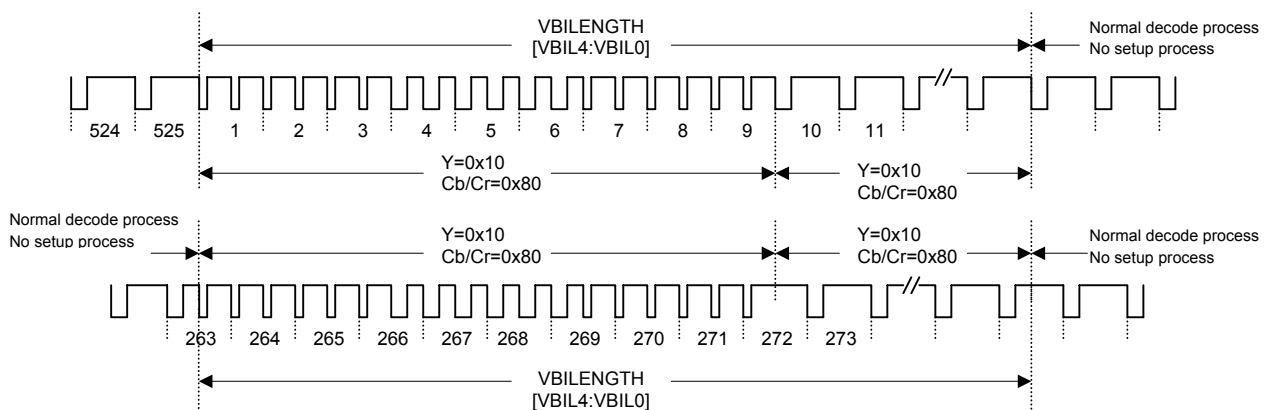 VBILENGTH
[VBIL4:VBIL0]
Normal decode process
No setup process
524 525 1 2 3 4 5 6 7 8 9 10 11
Y=0x10
Cb/Cr=0x80
Y=0x10
Cb/Cr=0x80
Normal decode process
No setup process
Y=0x10
Cb/Cr=0x80
Y=0x10
Cb/Cr=0x80
Normal decode process
No setup process
263 264 265 266 267 268 269 270 271 272 273
VBILENGTH
[VBIL4:VBIL0]